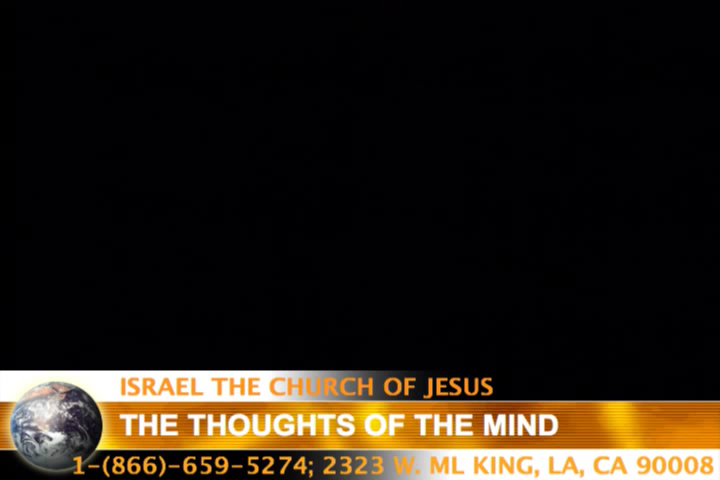 ISRAEL THE CHURCH OF JESUS
THE THOUGHTS OF THE MIND
1-(866)-659-5274; 2323 W. ML KING, LA, CA 90008